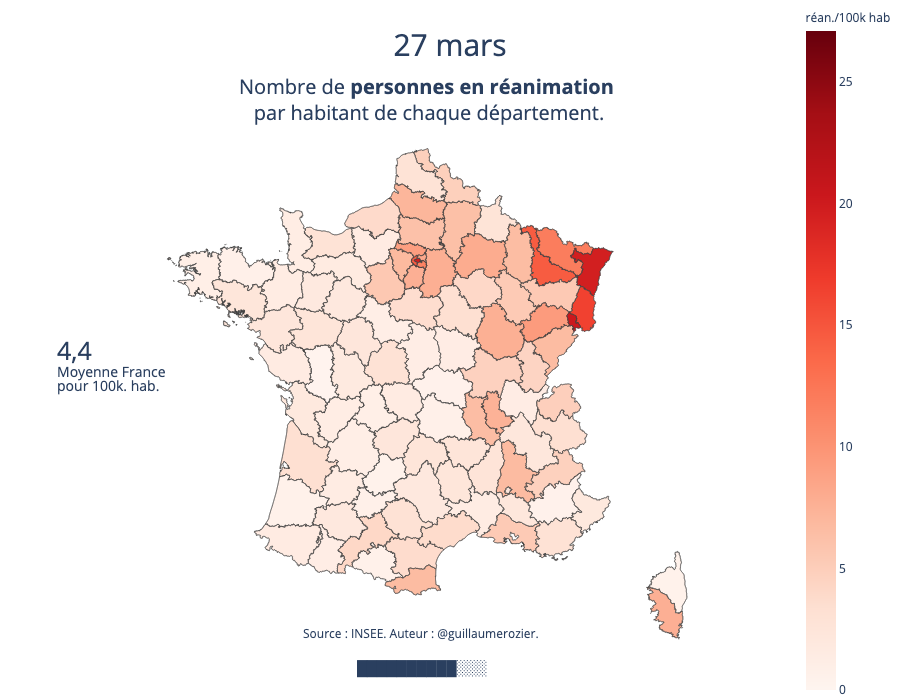 réan./100k hab
27 mars
Nombre de personnes en réanimation
par habitant de chaque département.
25
20
15
10
5
0
4,4
Moyenne France
pour 100k. hab.
Source : INSEE. Auteur : @guillaumerozier.